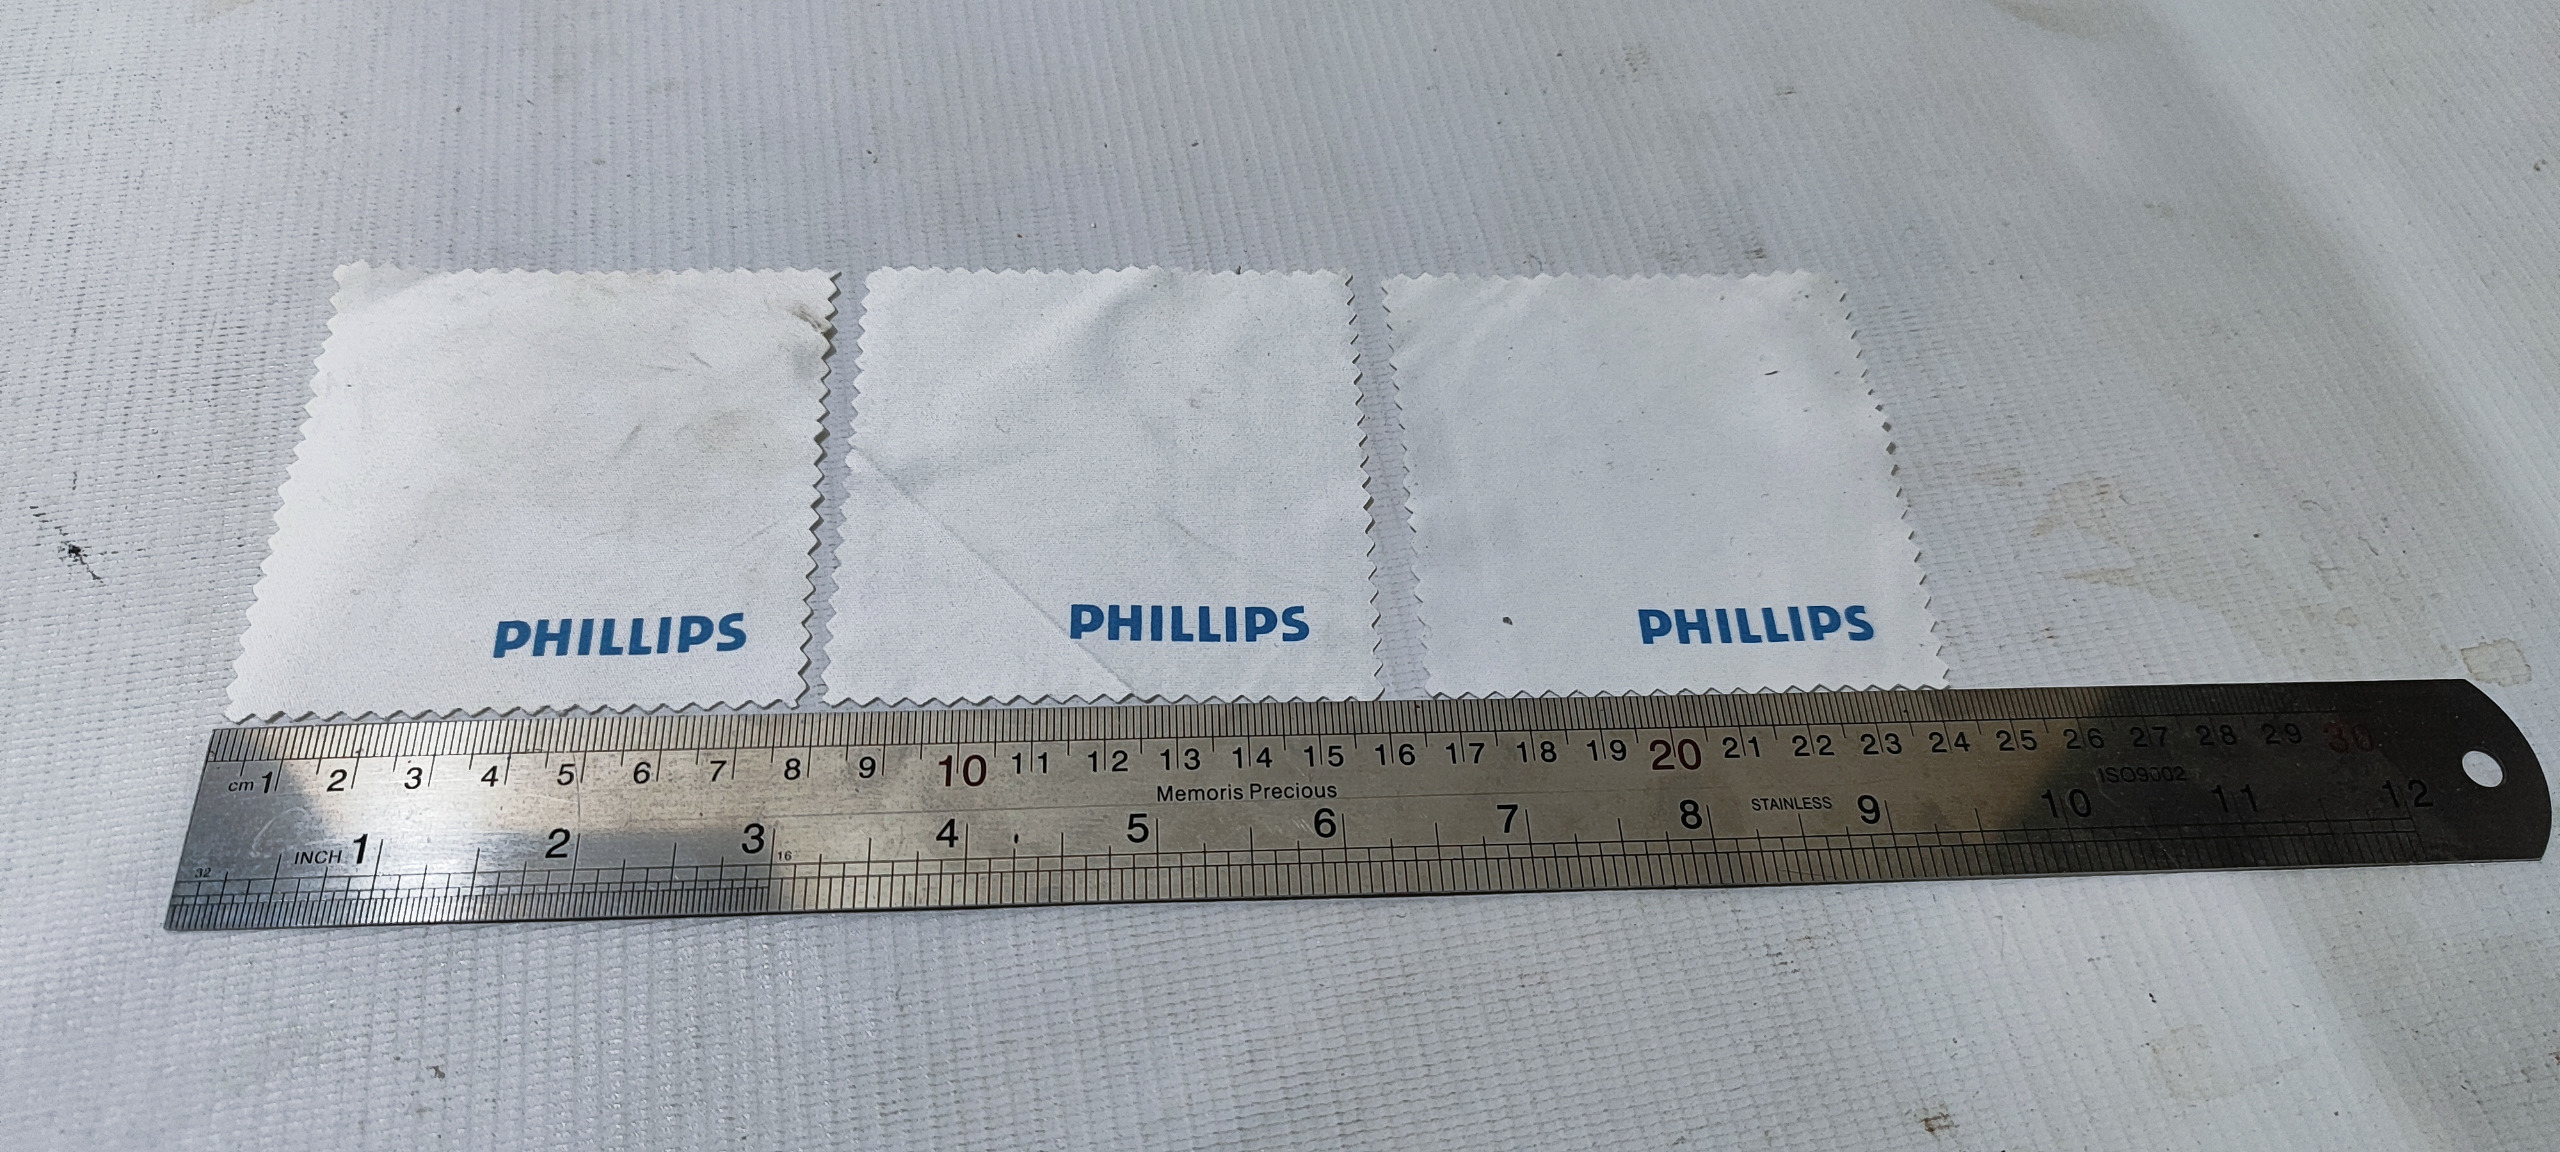 PHILLIPS PHILLIPS PHILLIPS
cm 1 2 3 4 5 6 7 8 9 10 11 12 13 14 15 16 17 18 19 20 21 22 23 24 25 26 27 28 29 30
Memoris Precious
ISO9002
INCH 1 2 3 4 5 6 7 8 STAINLESS 9 10 11 12
32 16